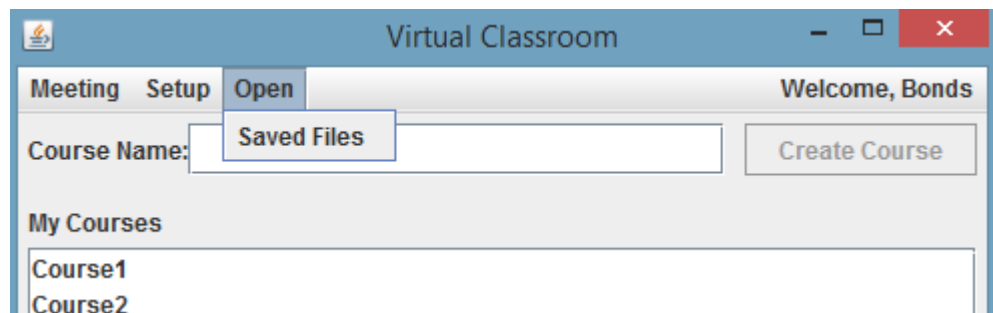 Virtual Classroom
Meeting Setup Open Welcome, Bonds
Saved Files
Course Name: Create Course
My Courses
Course1
Course2